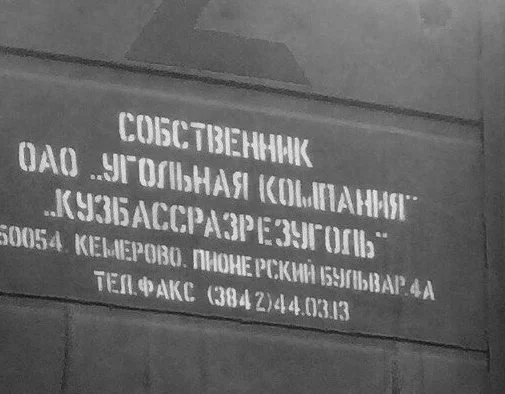 СОБСТВЕННИК
ОАО „УГОЛЬНАЯ КОМПАНИЯ"
„КУЗБАССРАЗРЕЗУГОЛЬ"
50054. КЕМЕРОВО. ПИОНЕРСКИЙ БУЛЬВАР.4А
ТЕЛ.ФАКС (3842)44.03.13